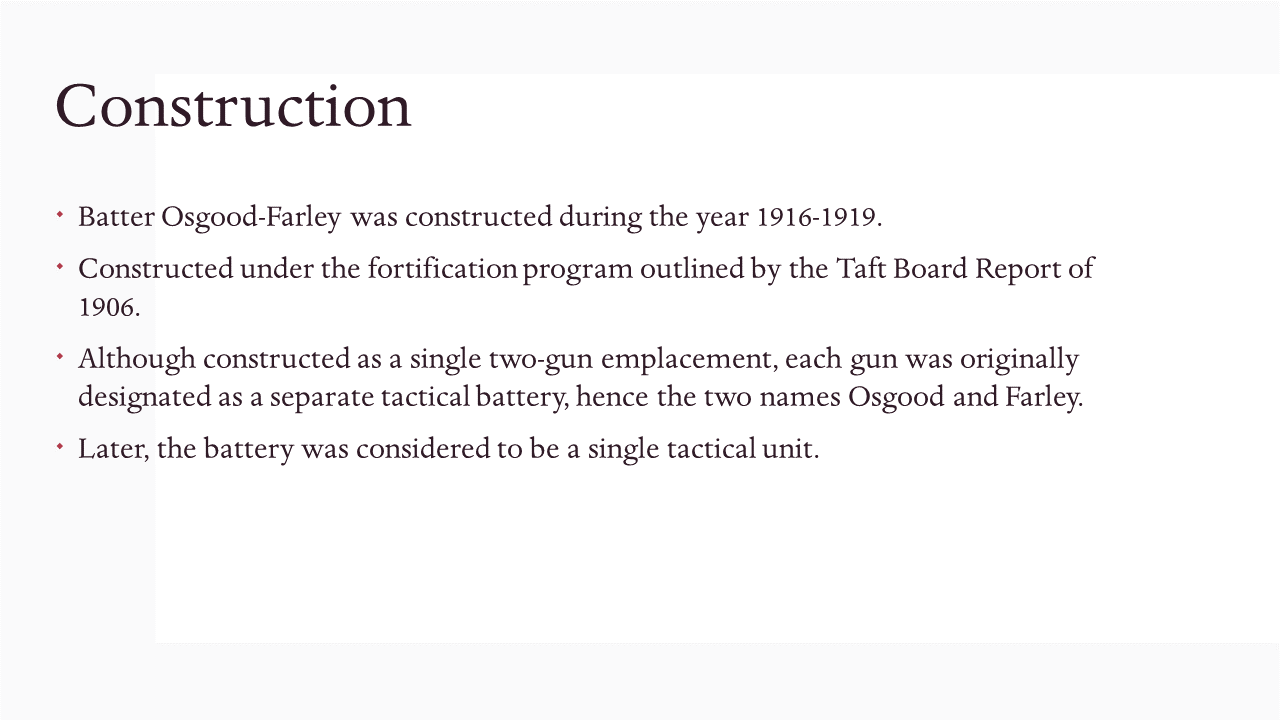 Construction
Batter Osgood-Farley was constructed during the year 1916-1919.
Constructed under the fortification program outlined by the Taft Board Report of
1906.
Although constructed as a single two-gun emplacement, each gun was originally
designated as a separate tactical battery, hence the two names Osgood and Farley.
Later, the battery was considered to be a single tactical unit.